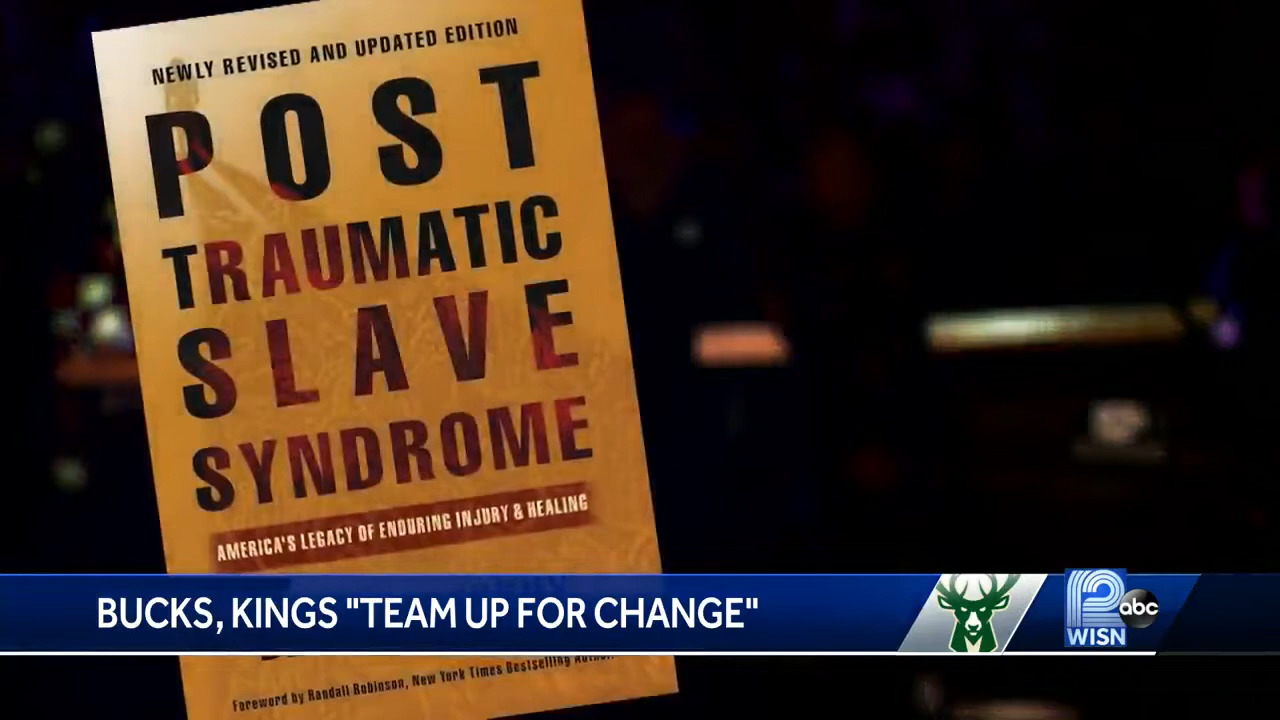 NEWLY REVISED AND UPDATED EDITION
POST
TRAUMATIC
SLAVE
SYNDROME
AMERICA'S LEGACY OF ENDURING INJURY & HEALING
BUCKS, KINGS "TEAM UP FOR CHANGE"
12
abc
WISN
Foreword by Randall Robinson, New York Times Bestselling Author